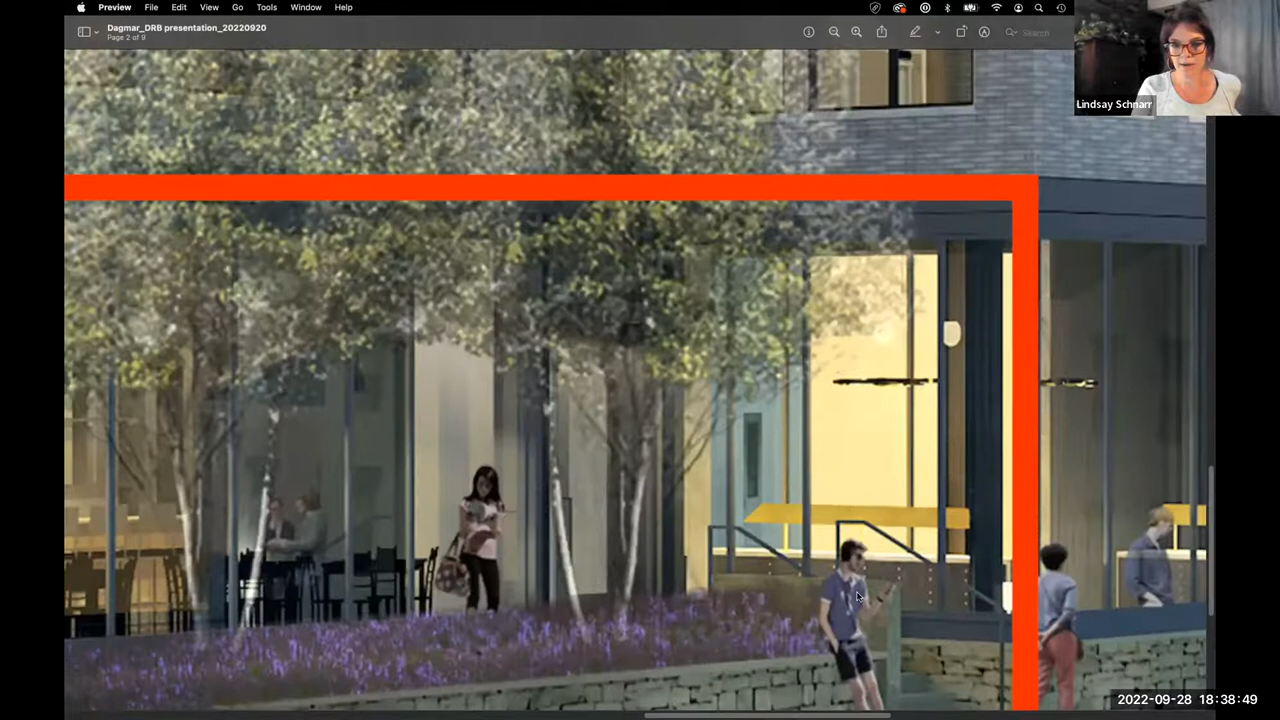 Preview File Edit View Go Tools Window Help
Dagmar_DRB presentation_20220920
Page 2 of 9
Search
Lindsay Schnarr
2022-09-28 18:38:49